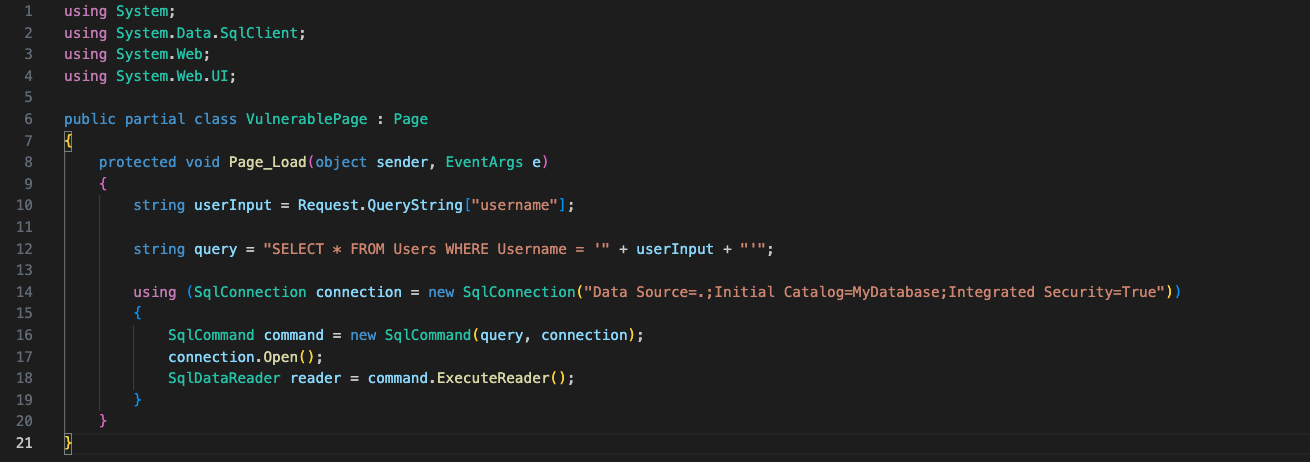 1 using System;
2 using System.Data.SqlClient;
3 using System.Web;
4 using System.Web.UI;
5
6 public partial class VulnerablePage : Page
7 {
8     protected void Page_Load(object sender, EventArgs e)
9     {
10         string userInput = Request.QueryString["username"];
11
12         string query = "SELECT * FROM Users WHERE Username = '" + userInput + "'";
13
14         using (SqlConnection connection = new SqlConnection("Data Source=.;Initial Catalog=MyDatabase;Integrated Security=True"))
15         {
16             SqlCommand command = new SqlCommand(query, connection);
17             connection.Open();
18             SqlDataReader reader = command.ExecuteReader();
19         }
20     }
21 }